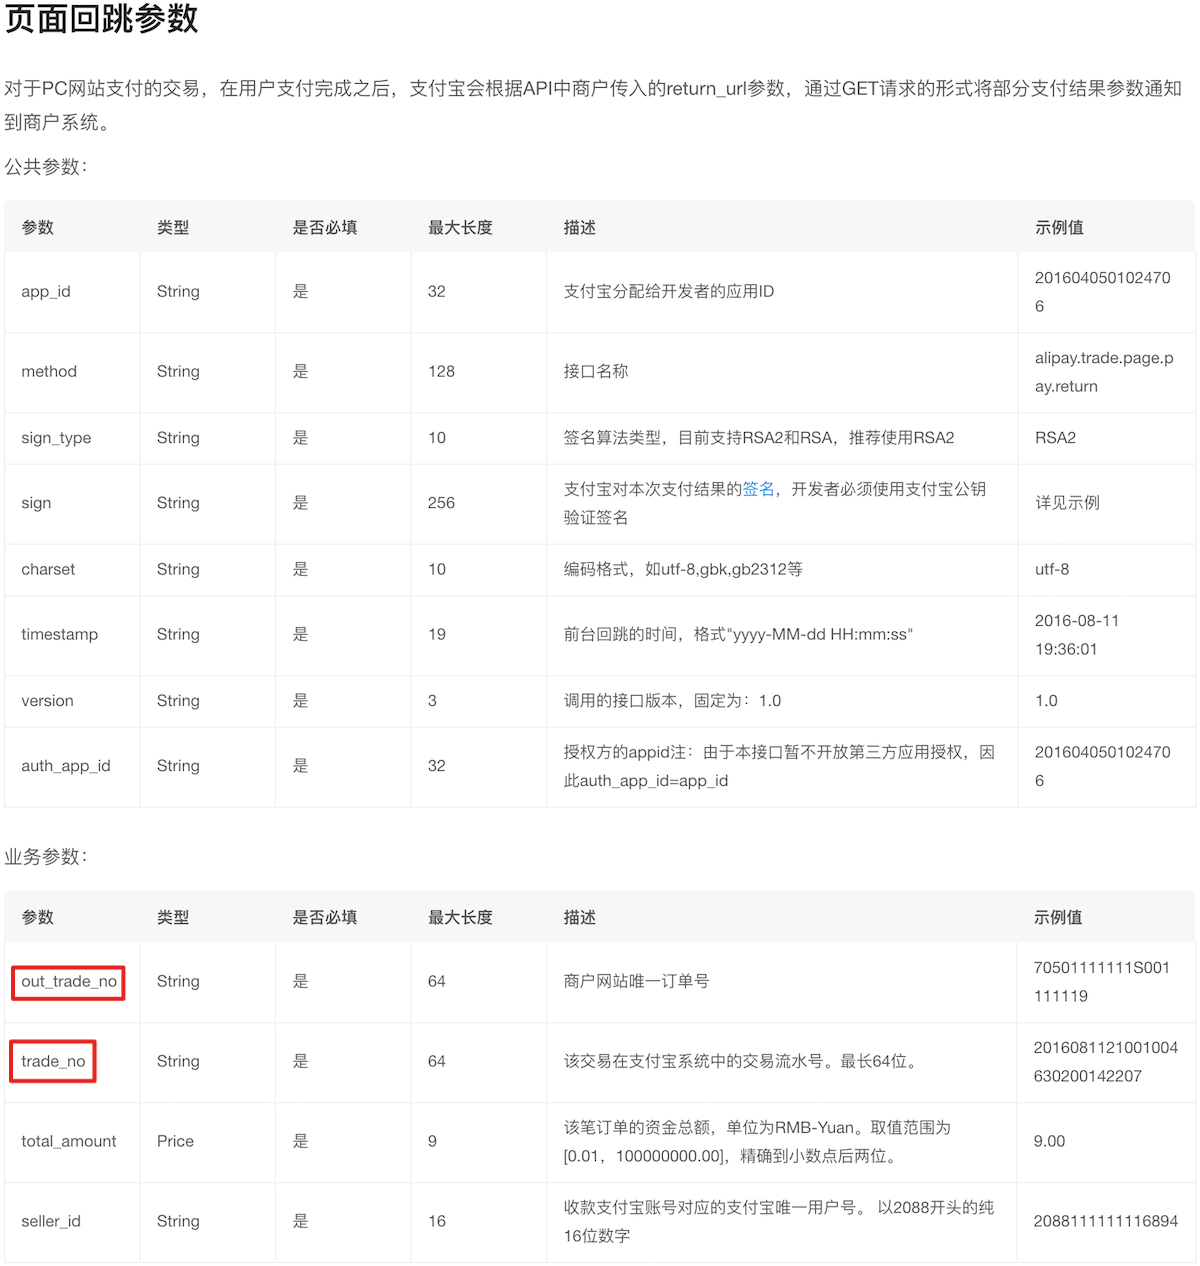 页面回跳参数
对于PC网站支付的交易，在用户支付完成之后，支付宝会根据API中商户传入的return_url参数，通过GET请求的形式将部分支付结果参数通知
到商户系统。
公共参数：
参数 类型 是否必填 最大长度 描述 示例值
app_id String 是 32 支付宝分配给开发者的应用ID 201604050102470
6
method String 是 128 接口名称 alipay.trade.page.p
ay.return
sign_type String 是 10 签名算法类型，目前支持RSA2和RSA，推荐使用RSA2 RSA2
sign String 是 256 支付宝对本次支付结果的签名，开发者必须使用支付宝公钥
验证签名 详见示例
charset String 是 10 编码格式，如utf-8,gbk,gb2312等 utf-8
timestamp String 是 19 前台回跳的时间，格式"yyyy-MM-dd HH:mm:ss" 2016-08-11
19:36:01
version String 是 3 调用的接口版本，固定为：1.0 1.0
auth_app_id String 是 32 授权方的appid注：由于本接口暂不开放第三方应用授权，因
此auth_app_id=app_id 201604050102470
6
业务参数：
参数 类型 是否必填 最大长度 描述 示例值
out_trade_no String 是 64 商户网站唯一订单号 70501111111S001
111119
trade_no String 是 64 该交易在支付宝系统中的交易流水号。最长64位。 2016081121001004
630200142207
total_amount Price 是 9 该笔订单的资金总额，单位为RMB-Yuan。取值范围为
[0.01，100000000.00]，精确到小数点后两位。 9.00
seller_id String 是 16 收款支付宝账号对应的支付宝唯一用户号。 以2088开头的纯
16位数字 2088111111116894